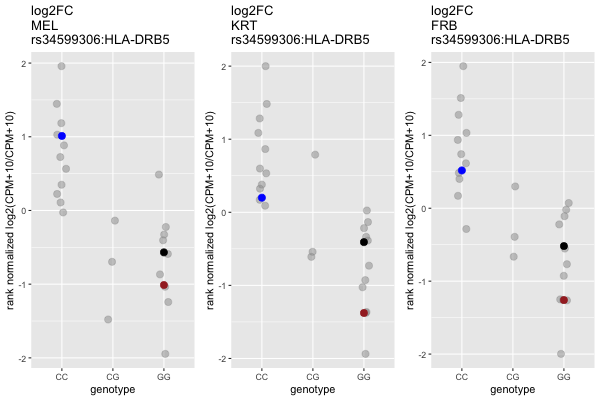 log2FC
MEL
rs34599306:HLA-DRB5
rank normalized log2(CPM+10/CPM+10)
2
1
0
-1
-2
CC
CG
GG
genotype
log2FC
KRT
rs34599306:HLA-DRB5
rank normalized log2(CPM+10/CPM+10)
2
1
0
-1
-2
CC
CG
GG
genotype
log2FC
FRB
rs34599306:HLA-DRB5
rank normalized log2(CPM+10/CPM+10)
2
1
0
-1
-2
CC
CG
GG
genotype